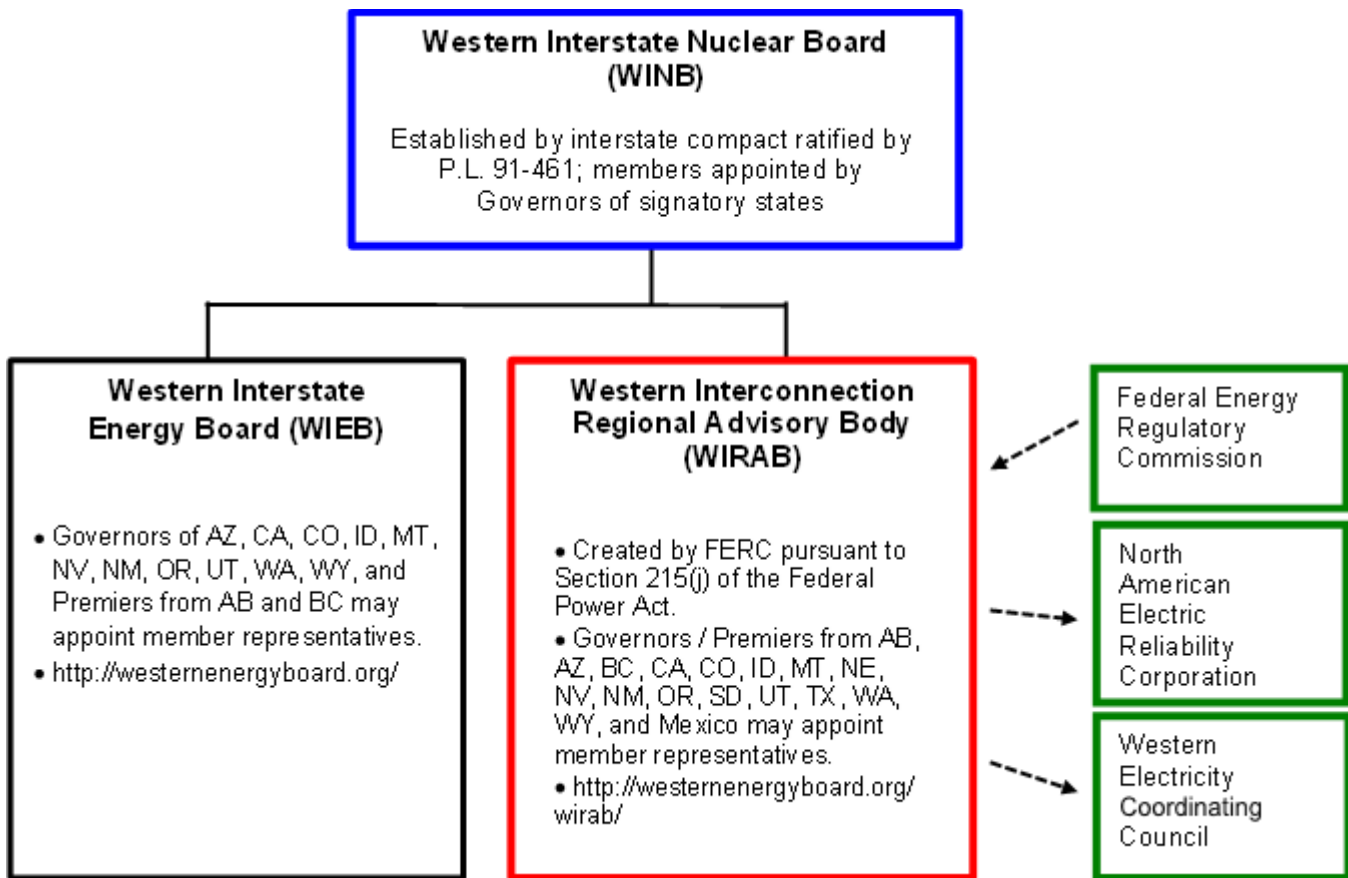 Western Interstate Nuclear Board
(WINB)
Established by interstate compact ratified by
P.L. 91-461; members appointed by
Governors of signatory states
Western Interstate
Energy Board (WIEB)
• Governors of AZ, CA, CO, ID, MT,
NV, NM, OR, UT, WA, WY, and
Premiers from AB and BC may
appoint member representatives.
• http://westernenergyboard.org/
Western Interconnection
Regional Advisory Body
(WIRAB)
• Created by FERC pursuant to
Section 215(j) of the Federal
Power Act.
• Governors / Premiers from AB,
AZ, BC, CA, CO, ID, MT, NE,
NV, NM, OR, SD, UT, TX, WA,
WY, and Mexico may appoint
member representatives.
• http://westernenergyboard.org/
wirab/
Federal Energy
Regulatory
Commission
North
American
Electric
Reliability
Corporation
Western
Electricity
Coordinating
Council